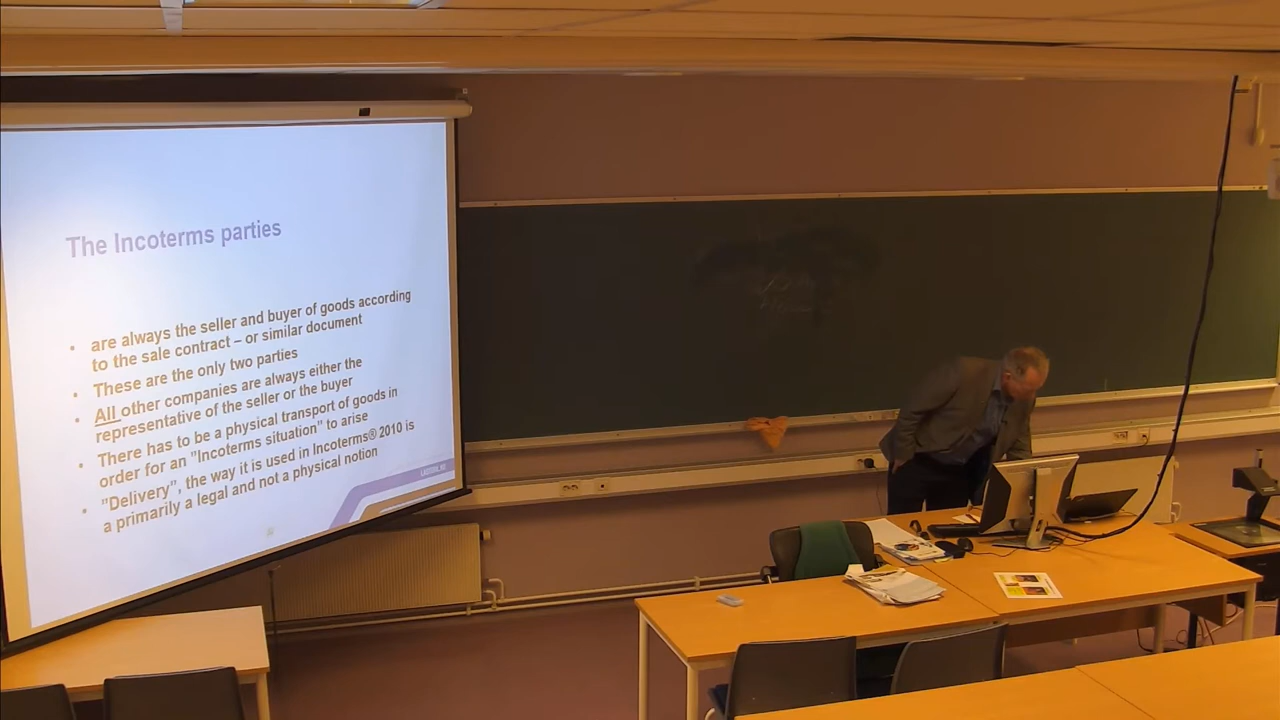 The Incoterms parties
• are always the seller and buyer of goods according
to the sale contract – or similar document
• These are the only two parties
• All other companies are always either the
representative of the seller or the buyer
• There has to be a physical transport of goods in
order for an ”Incoterms situation” to arise
• ”Delivery”, the way it is used in Incoterms® 2010 is
a primarily a legal and not a physical notion